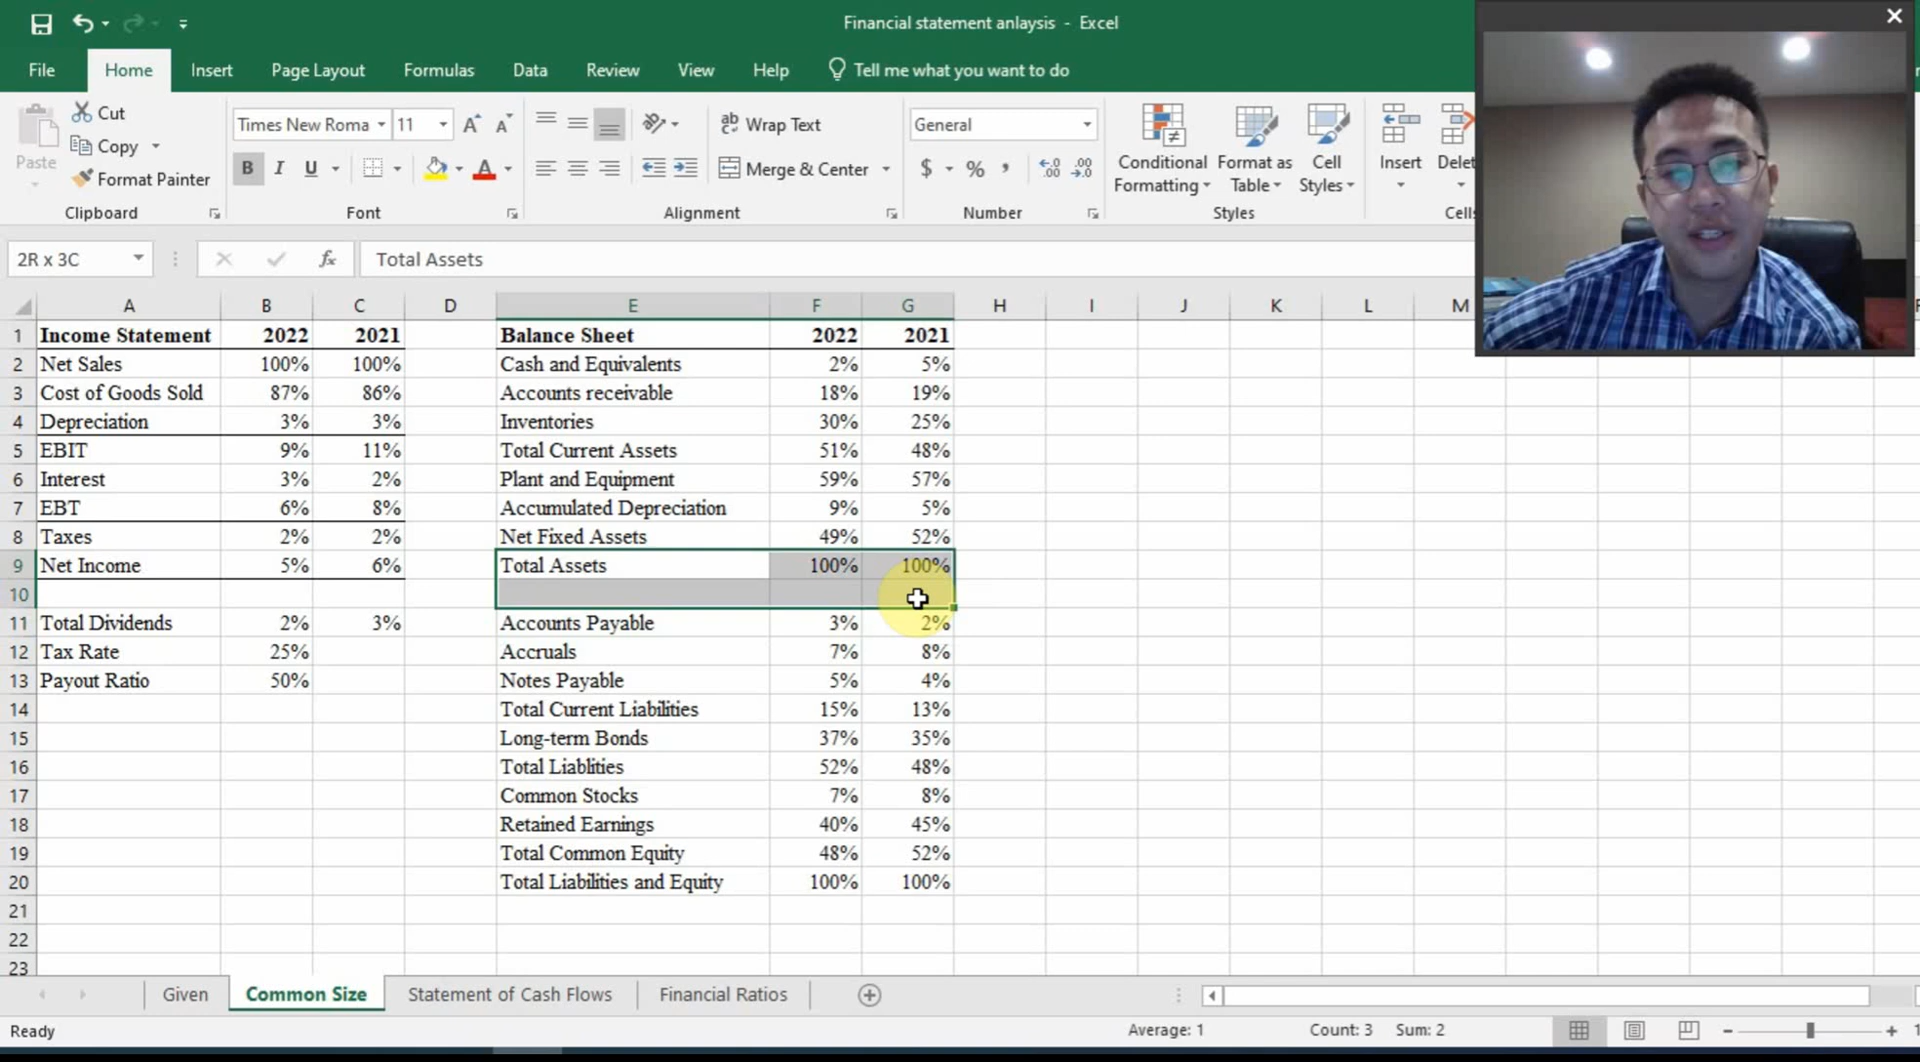 Financial statement anlaysis - Excel
File Home Insert Page Layout Formulas Data Review View Help Tell me what you want to do
Paste
Cut
Copy
Format Painter
Clipboard
Times New Roma 11
B I U
Font
Wrap Text
Merge & Center
Alignment
General
$ % ,
Number
Conditional Formatting
Format as Table
Cell Styles
Styles
Insert
Delet
Cells
2R x 3C
fx
Total Assets
A B C D E F G H I J K L M
1 Income Statement 2022 2021 Balance Sheet 2022 2021
2 Net Sales 100% 100% Cash and Equivalents 2% 5%
3 Cost of Goods Sold 87% 86% Accounts receivable 18% 19%
4 Depreciation 3% 3% Inventories 30% 25%
5 EBIT 9% 11% Total Current Assets 51% 48%
6 Interest 3% 2% Plant and Equipment 59% 57%
7 EBT 6% 8% Accumulated Depreciation 9% 5%
8 Taxes 2% 2% Net Fixed Assets 49% 52%
9 Net Income 5% 6% Total Assets 100% 100%
10
11 Total Dividends 2% 3% Accounts Payable 3% 2%
12 Tax Rate 25% Accruals 7% 8%
13 Payout Ratio 50% Notes Payable 5% 4%
14 Total Current Liabilities 15% 13%
15 Long-term Bonds 37% 35%
16 Total Liablities 52% 48%
17 Common Stocks 7% 8%
18 Retained Earnings 40% 45%
19 Total Common Equity 48% 52%
20 Total Liabilities and Equity 100% 100%
21
22
23
Given Common Size Statement of Cash Flows Financial Ratios
Ready Average: 1 Count: 3 Sum: 2